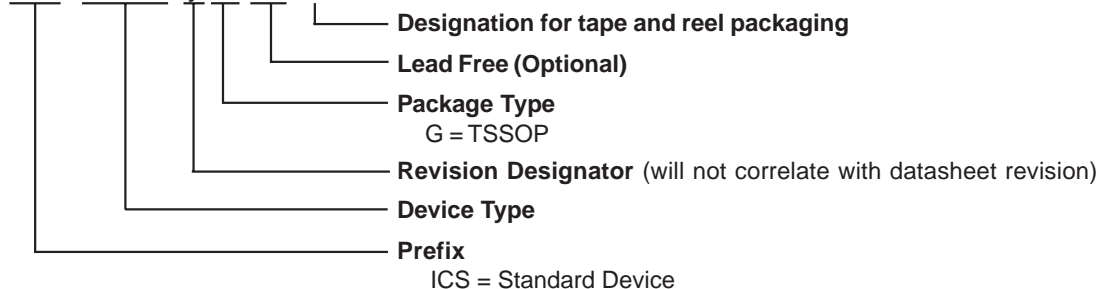 Designation for tape and reel packaging
Lead Free (Optional)
Package Type
G = TSSOP
Revision Designator (will not correlate with datasheet revision)
Device Type
Prefix
ICS = Standard Device